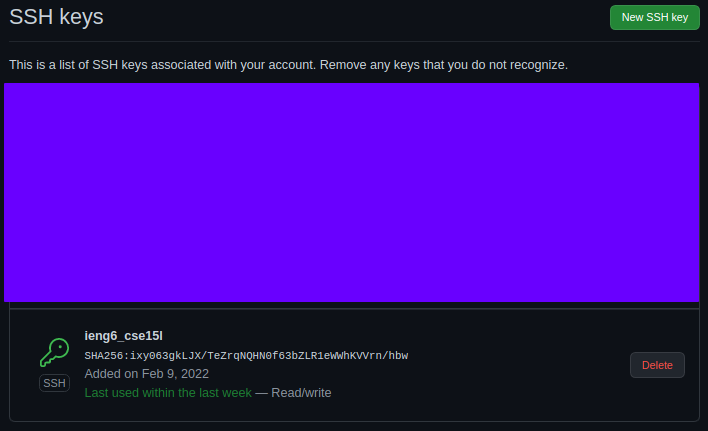 SSH keys
New SSH key
This is a list of SSH keys associated with your account. Remove any keys that you do not recognize.
ieng6_cse15l
SHA256:ixy063gkLJX/TeZrqNQHN0f63bZLR1eWWhKVVrn/hbw
Added on Feb 9, 2022
Last used within the last week — Read/write
SSH
Delete